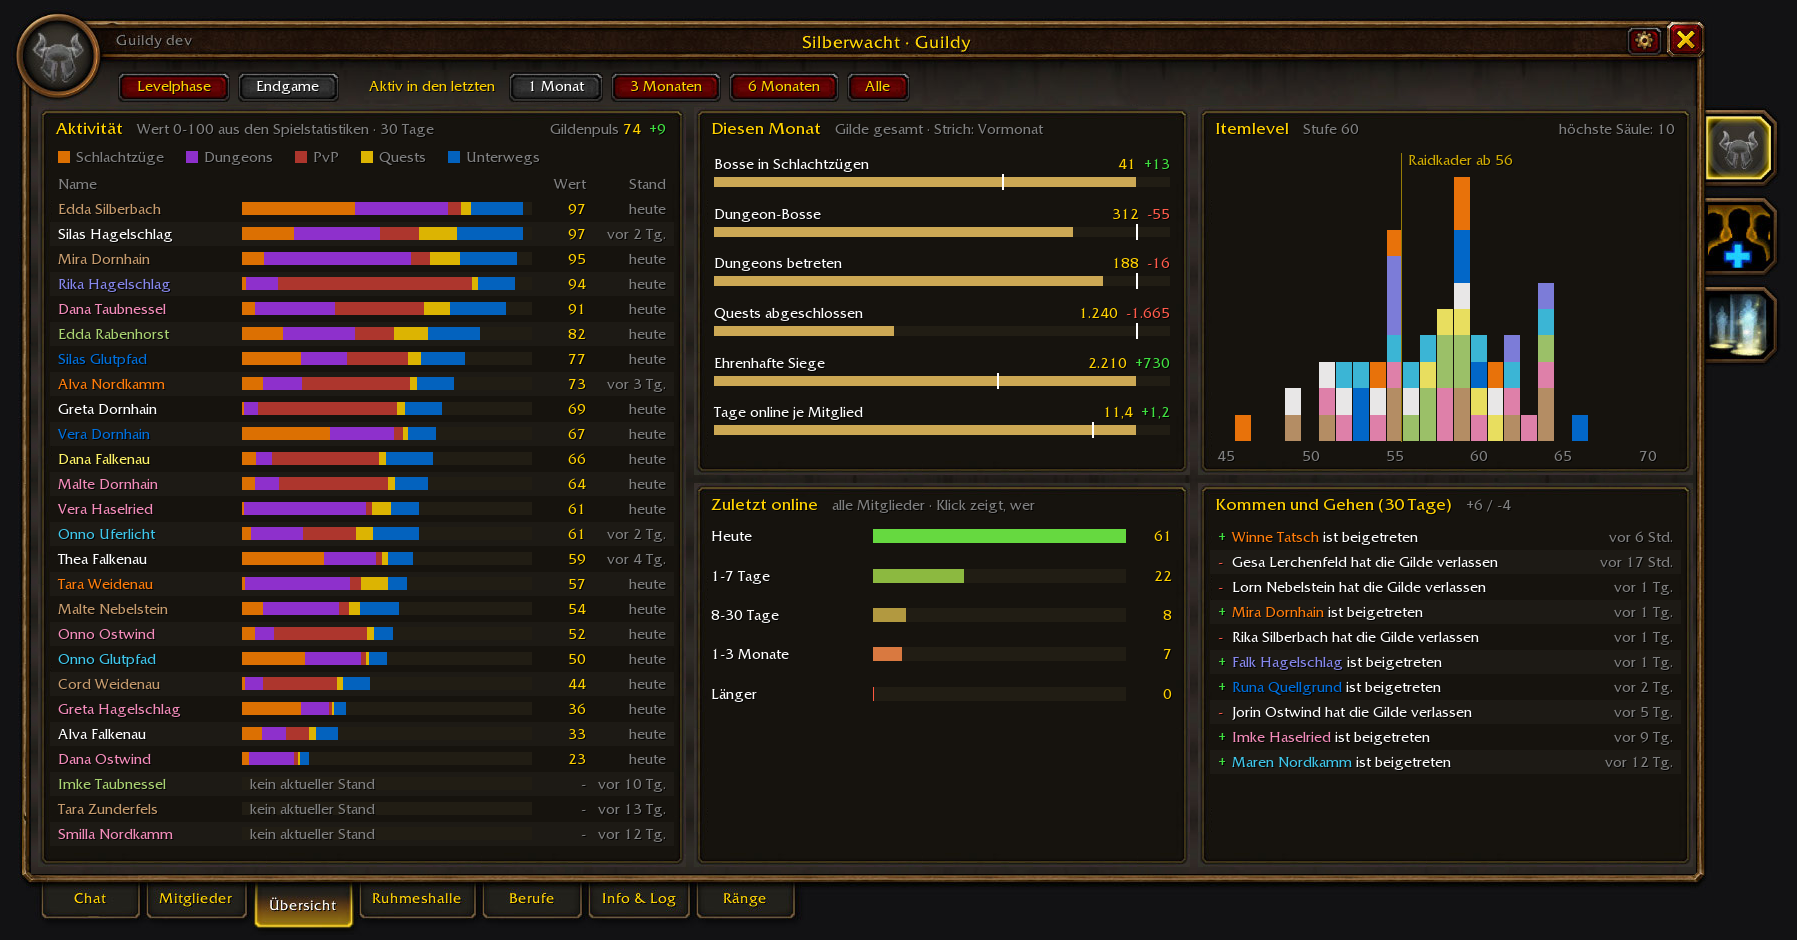 Guildy dev
Silberwacht · Guildy
Levelphase Endgame Aktiv in den letzten 1 Monat 3 Monaten 6 Monaten Alle
Aktivität Wert 0-100 aus den Spielstatistiken · 30 Tage Gildenpuls 74 +9
Schlachtzüge Dungeons PvP Quests Unterwegs
Name Wert Stand
Edda Silberbach 97 heute
Silas Hagelschlag 97 vor 2 Tg.
Mira Dornhain 95 heute
Rika Hagelschlag 94 heute
Dana Taubnessel 91 heute
Edda Rabenhorst 82 heute
Silas Glutpfad 77 heute
Alva Nordkamm 73 vor 3 Tg.
Greta Dornhain 69 heute
Vera Dornhain 67 heute
Dana Falkenau 66 heute
Malte Dornhain 64 heute
Vera Haselried 61 heute
Onno Uferlicht 61 vor 2 Tg.
Thea Falkenau 59 vor 4 Tg.
Tara Weidenau 57 heute
Malte Nebelstein 54 heute
Onno Ostwind 52 heute
Onno Glutpfad 50 heute
Cord Weidenau 44 heute
Greta Hagelschlag 36 heute
Alva Falkenau 33 heute
Dana Ostwind 23 heute
Imke Taubnessel kein aktueller Stand - vor 10 Tg.
Tara Zunderfels kein aktueller Stand - vor 13 Tg.
Smilla Nordkamm kein aktueller Stand - vor 12 Tg.
Diesen Monat Gilde gesamt · Strich: Vormonat
Bosse in Schlachtzügen 41 +13
Dungeon-Bosse 312 -55
Dungeons betreten 188 -16
Quests abgeschlossen 1.240 -1.665
Ehrenhafte Siege 2.210 +730
Tage online je Mitglied 11,4 +1,2
Itemlevel Stufe 60 höchste Säule: 10
Raidkader ab 56
45 50 55 60 65 70
Zuletzt online alle Mitglieder · Klick zeigt, wer
Heute 61
1-7 Tage 22
8-30 Tage 8
1-3 Monate 7
Länger 0
Kommen und Gehen (30 Tage) +6 / -4
+ Winne Tatsch ist beigetreten vor 6 Std.
- Gesa Lerchenfeld hat die Gilde verlassen vor 17 Std.
- Lorn Nebelstein hat die Gilde verlassen vor 1 Tg.
+ Mira Dornhain ist beigetreten vor 1 Tg.
- Rika Silberbach hat die Gilde verlassen vor 1 Tg.
+ Falk Hagelschlag ist beigetreten vor 1 Tg.
+ Runa Quellgrund ist beigetreten vor 2 Tg.
- Jorin Ostwind hat die Gilde verlassen vor 5 Tg.
+ Imke Haselried ist beigetreten vor 9 Tg.
+ Maren Nordkamm ist beigetreten vor 12 Tg.
Chat Mitglieder Übersicht Ruhmeshalle Berufe Info & Log Ränge